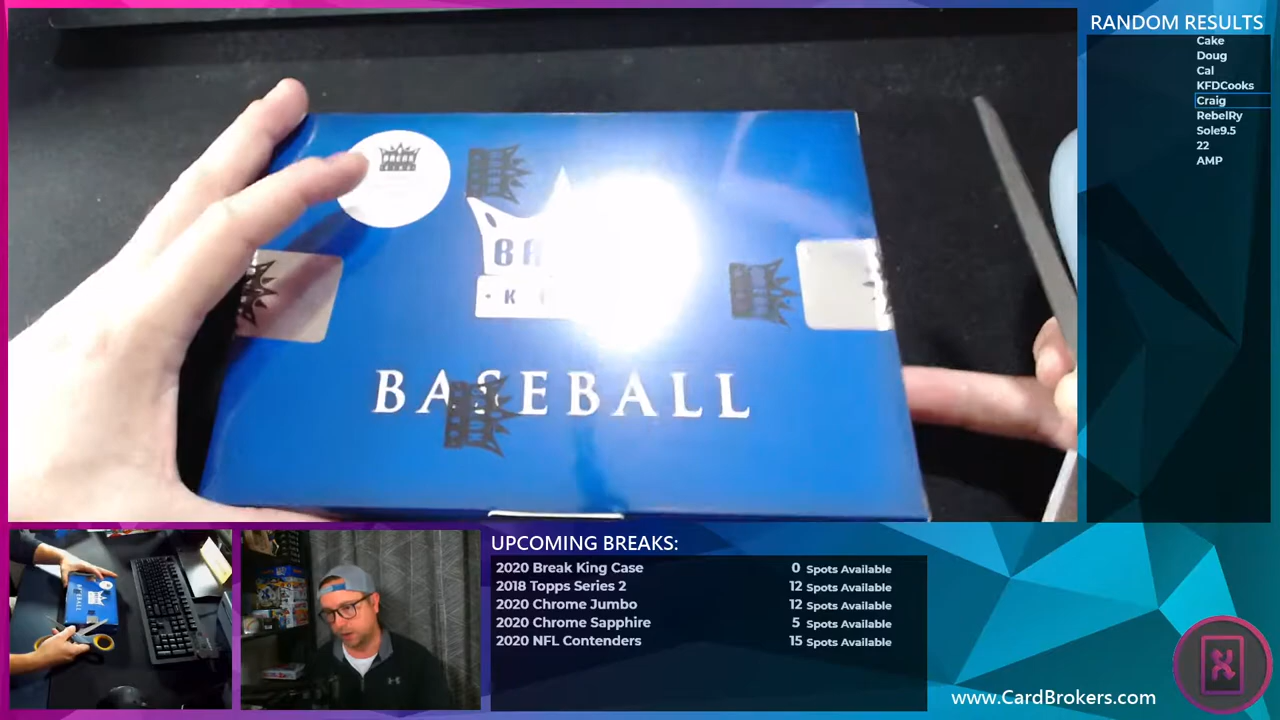 RANDOM RESULTS
Cake
Doug
Cal
KFDCooks
Craig
RebelRy
Sole9.5
22
AMP
BREAK
KING
BASEBALL
UPCOMING BREAKS:
2020 Break King Case 0 Spots Available
2018 Topps Series 2 12 Spots Available
2020 Chrome Jumbo 12 Spots Available
2020 Chrome Sapphire 5 Spots Available
2020 NFL Contenders 15 Spots Available
www.CardBrokers.com